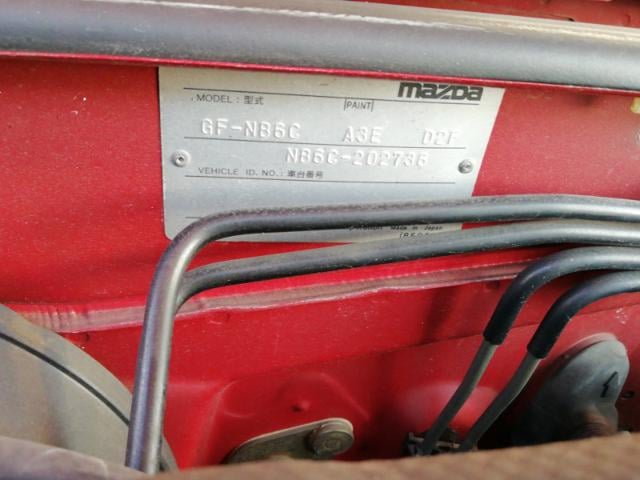 mazda
MODEL: 型式 PAINT
GF-NB6C A3E D2F
NB6C-202736
VEHICLE ID. NO.: 車台番号
Made in Japan